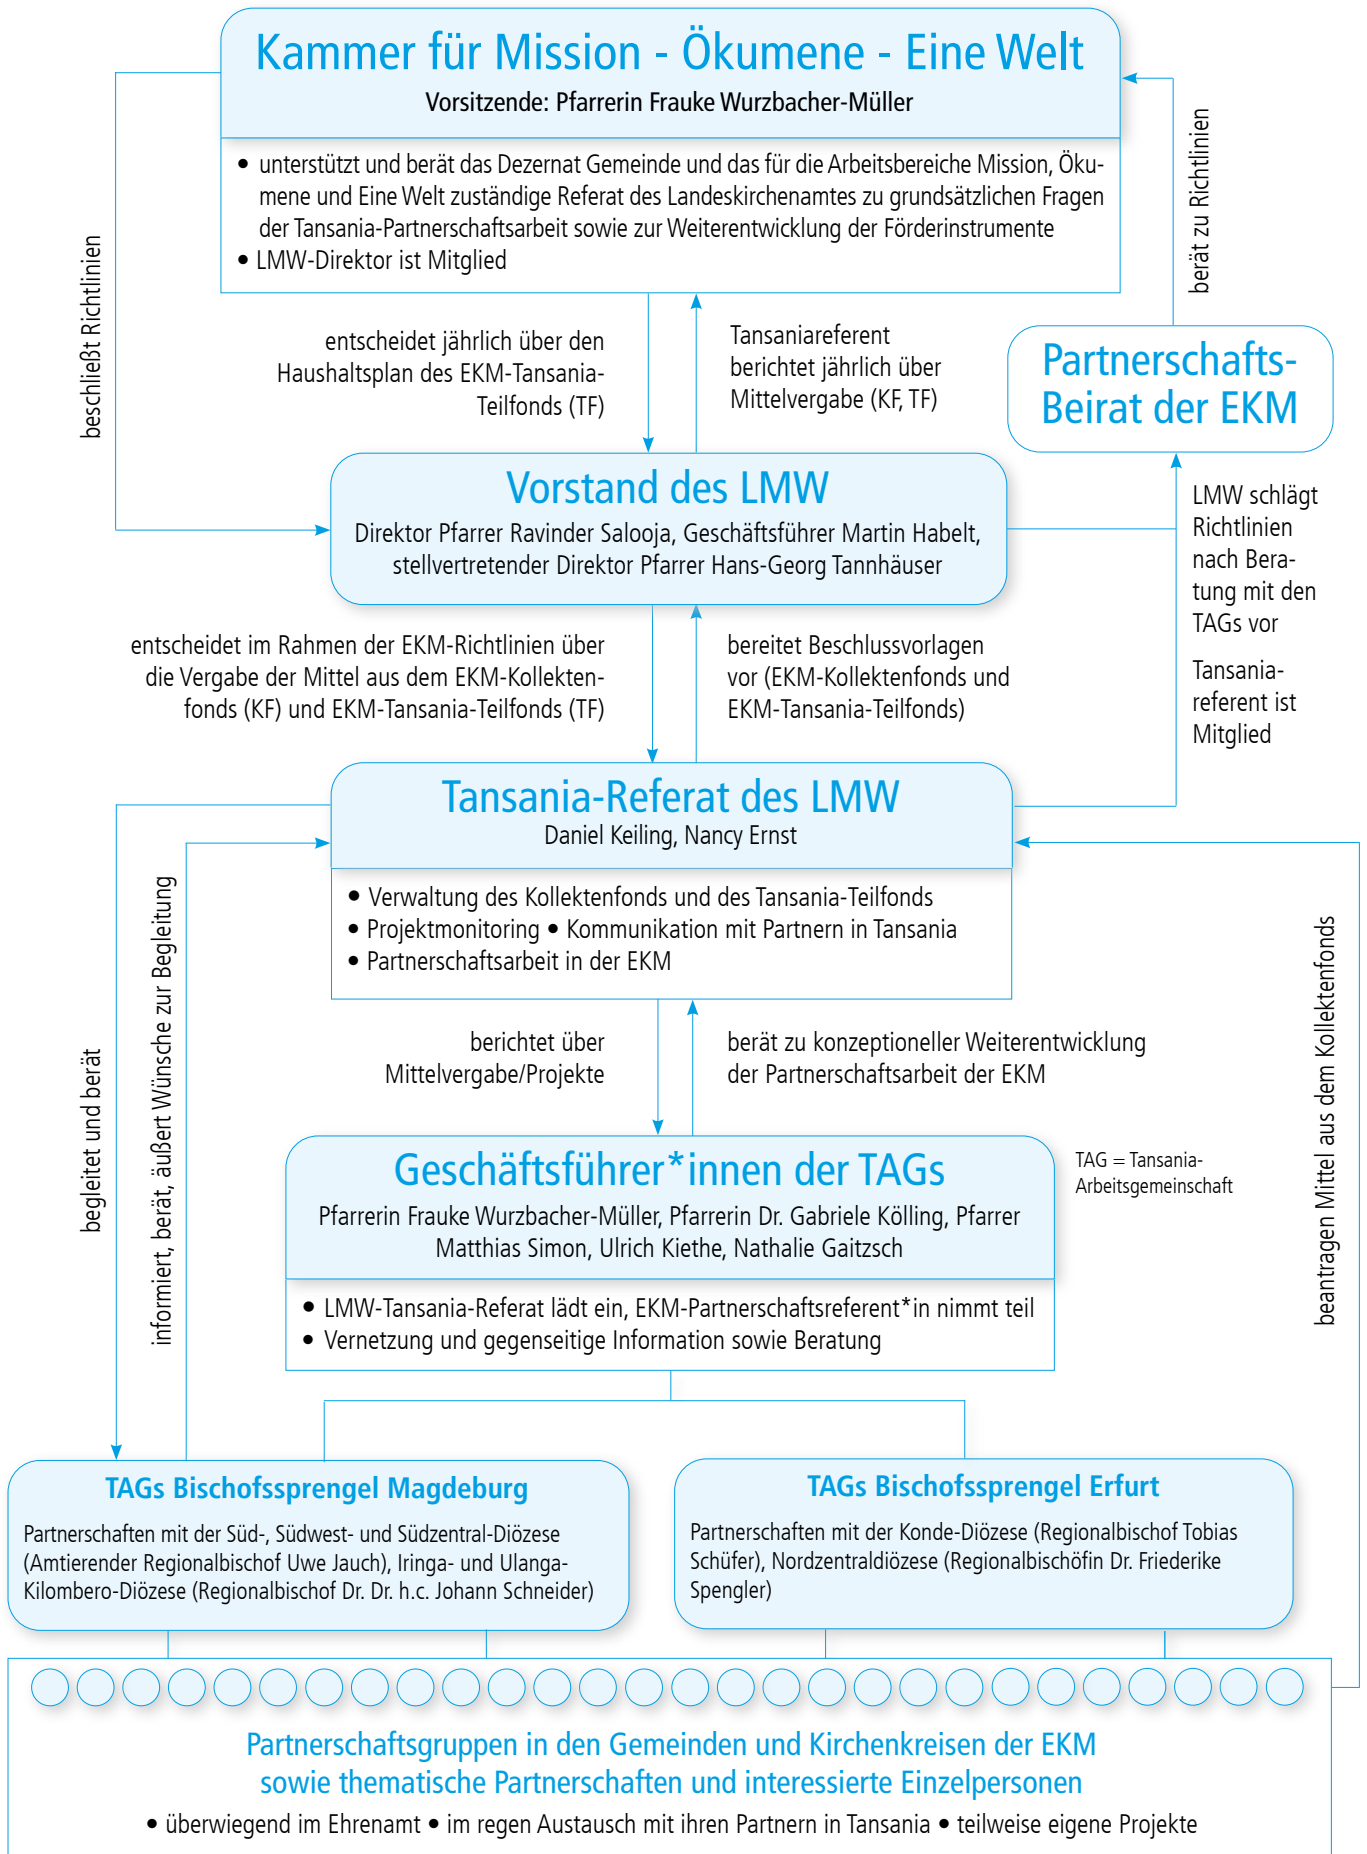 Kammer für Mission - Ökumene - Eine Welt
Vorsitzende: Pfarrerin Frauke Wurzbacher-Müller
• unterstützt und berät das Dezernat Gemeinde und das für die Arbeitsbereiche Mission, Öku-
mene und Eine Welt zuständige Referat des Landeskirchenamtes zu grundsätzlichen Fragen
der Tansania-Partnerschaftsarbeit sowie zur Weiterentwicklung der Förderinstrumente
• LMW-Direktor ist Mitglied
beschließt Richtlinien
berät zu Richtlinien
entscheidet jährlich über den
Haushaltsplan des EKM-Tansania-
Teilfonds (TF)
Tansaniareferent
berichtet jährlich über
Mittelvergabe (KF, TF)
Partnerschafts-
Beirat der EKM
Vorstand des LMW
Direktor Pfarrer Ravinder Salooja, Geschäftsführer Martin Habelt,
stellvertretender Direktor Pfarrer Hans-Georg Tannhäuser
LMW schlägt
Richtlinien
nach Bera-
tung mit den
TAGs vor
Tansania-
referent ist
Mitglied
entscheidet im Rahmen der EKM-Richtlinien über
die Vergabe der Mittel aus dem EKM-Kollekten-
fonds (KF) und EKM-Tansania-Teilfonds (TF)
bereitet Beschlussvorlagen
vor (EKM-Kollektenfonds und
EKM-Tansania-Teilfonds)
Tansania-Referat des LMW
Daniel Keiling, Nancy Ernst
• Verwaltung des Kollektenfonds und des Tansania-Teilfonds
• Projektmonitoring • Kommunikation mit Partnern in Tansania
• Partnerschaftsarbeit in der EKM
begleitet und berät
informiert, berät, äußert Wünsche zur Begleitung
beantragen Mittel aus dem Kollektenfonds
berichtet über
Mittelvergabe/Projekte
berät zu konzeptioneller Weiterentwicklung
der Partnerschaftsarbeit der EKM
Geschäftsführer*innen der TAGs
Pfarrerin Frauke Wurzbacher-Müller, Pfarrerin Dr. Gabriele Kölling, Pfarrer
Matthias Simon, Ulrich Kiethe, Nathalie Gaitzsch
• LMW-Tansania-Referat lädt ein, EKM-Partnerschaftsreferent*in nimmt teil
• Vernetzung und gegenseitige Information sowie Beratung
TAG = Tansania-
Arbeitsgemeinschaft
TAGs Bischofssprengel Magdeburg
Partnerschaften mit der Süd-, Südwest- und Südzentral-Diözese
(Amtierender Regionalbischof Uwe Jauch), Iringa- und Ulanga-
Kilombero-Diözese (Regionalbischof Dr. Dr. h.c. Johann Schneider)
TAGs Bischofssprengel Erfurt
Partnerschaften mit der Konde-Diözese (Regionalbischof Tobias
Schüfer), Nordzentraldiözese (Regionalbischöfin Dr. Friederike
Spengler)
Partnerschaftsgruppen in den Gemeinden und Kirchenkreisen der EKM
sowie thematische Partnerschaften und interessierte Einzelpersonen
• überwiegend im Ehrenamt • im regen Austausch mit ihren Partnern in Tansania • teilweise eigene Projekte